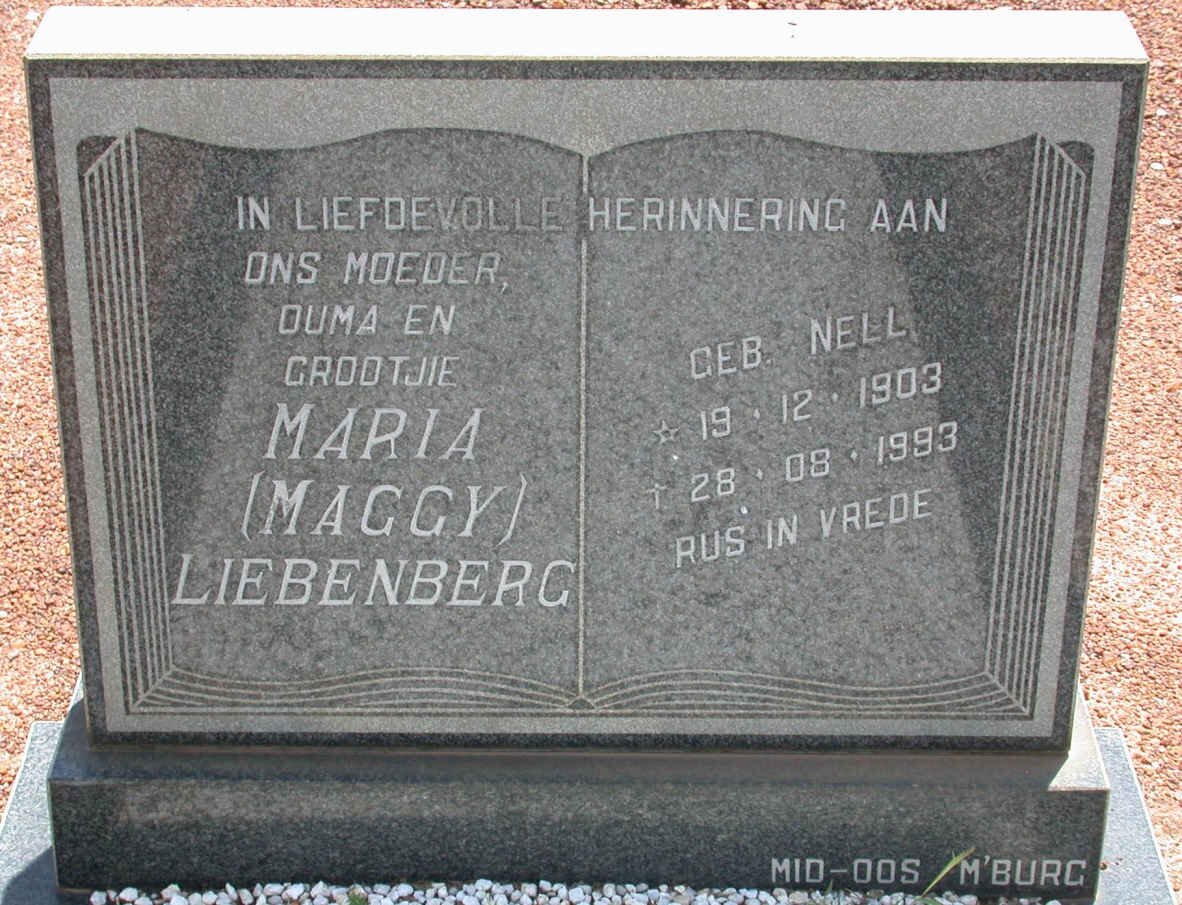 IN LIEFDEVOLLE HERINNERING AAN
ONS MOEDER,
OUMA EN
GROOTJIE
MARIA
(MAGGY)
LIEBENBERG
GEB. NELL
☆ 19.12.1903
† 28.08.1993
RUS IN VREDE
MID-OOS M'BURG